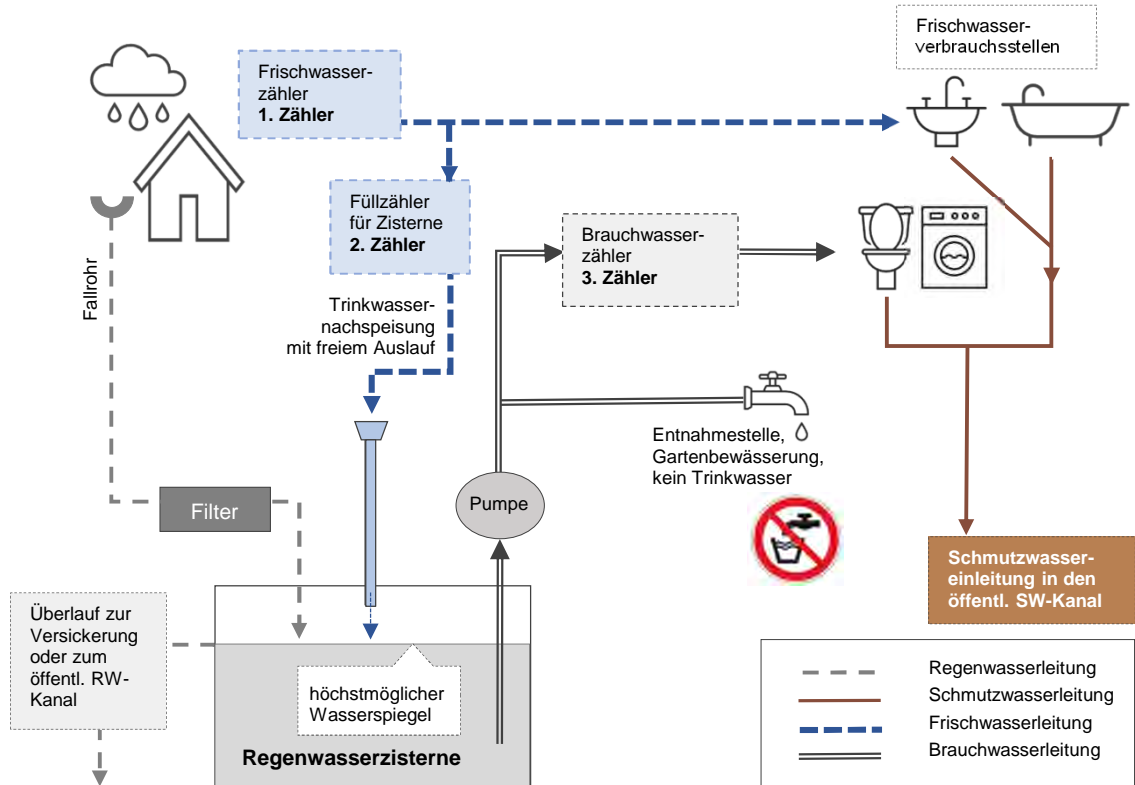 Frischwasser-
verbrauchsstellen
Frischwasser-
zähler
1. Zähler
Füllzähler
für Zisterne
2. Zähler
Brauchwasser-
zähler
3. Zähler
Fallrohr
Trinkwasser-
nachspeisung
mit freiem Auslauf
Entnahmestelle,
Gartenbewässerung,
kein Trinkwasser
Filter
Pumpe
Schmutzwasser-
einleitung in den
öffentl. SW-Kanal
Überlauf zur
Versickerung
oder zum
öffentl. RW-
Kanal
höchstmöglicher
Wasserspiegel
Regenwasserzisterne
Regenwasserleitung
Schmutzwasserleitung
Frischwasserleitung
Brauchwasserleitung